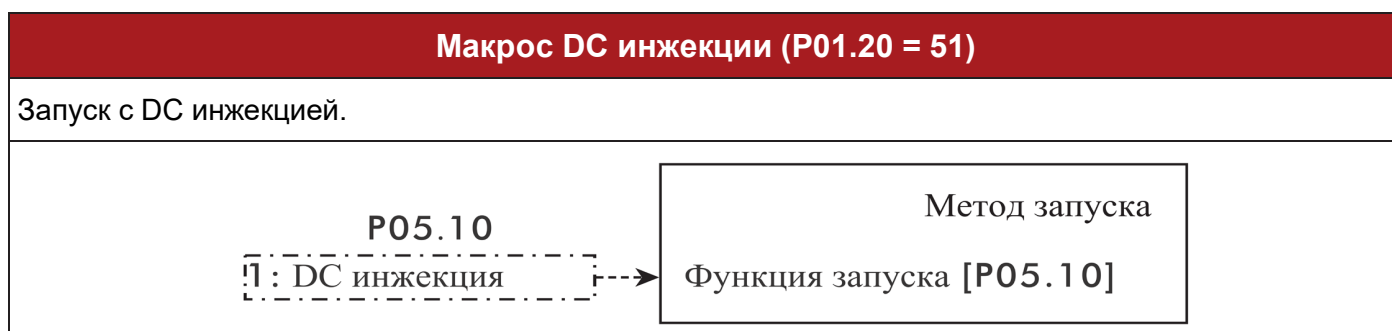 Макрос DC инжекции (P01.20 = 51)
Запуск с DC инжекцией.
Метод запуска
P05.10
1: DC инжекция
Функция запуска [P05.10]